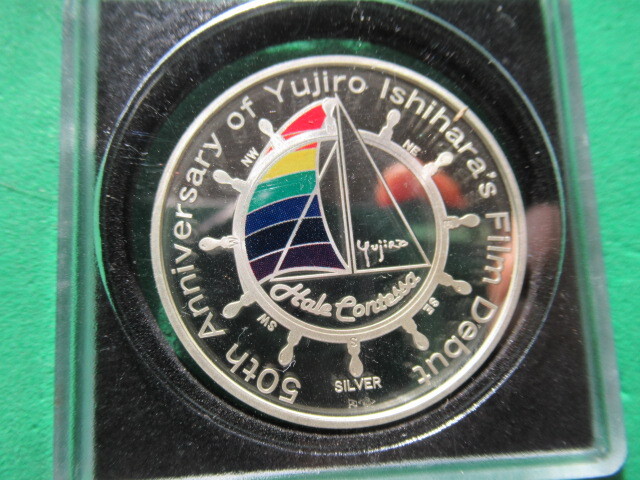 50th Anniversary of Yujiro Ishihara's Film Debut
NW
NE
W
SW
S
SE
Yujiro
Hale Contessa
SILVER